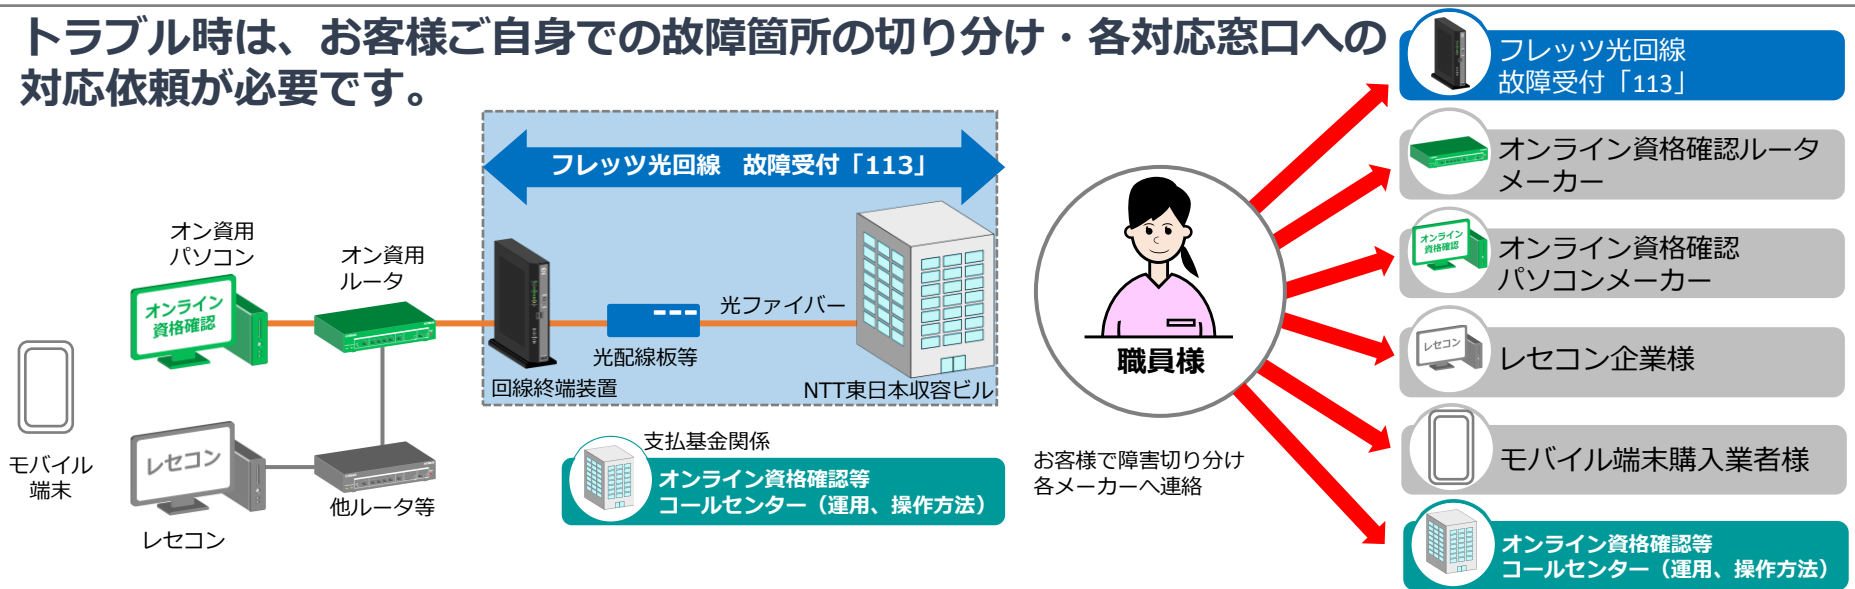 トラブル時は、お客様ご自身での故障箇所の切り分け・各対応窓口への
対応依頼が必要です。
フレッツ光回線　故障受付「113」
オン資用
パソコン
オン資用
ルータ
オンライン
資格確認
光ファイバー
光配線板等
回線終端装置
NTT東日本収容ビル
モバイル
端末
レセコン
レセコン
他ルータ等
支払基金関係
オンライン資格確認等
コールセンター（運用、操作方法）
職員様
お客様で障害切り分け
各メーカーへ連絡
フレッツ光回線
故障受付「113」
オンライン資格確認ルータ
メーカー
オンライン
資格確認
オンライン資格確認
パソコンメーカー
レセコン
レセコン企業様
モバイル端末購入業者様
オンライン資格確認等
コールセンター（運用、操作方法）